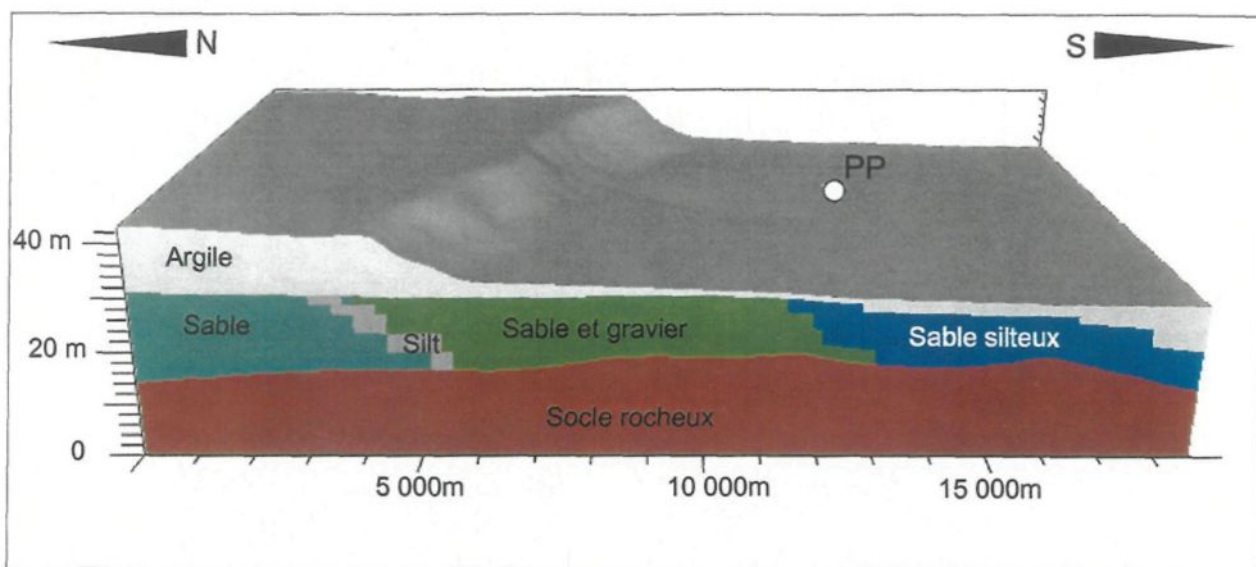 N
S
PP
40 m
Argile
Sable
Silt
Sable et gravier
Sable silteux
20 m
Socle rocheux
0
5 000m
10 000m
15 000m